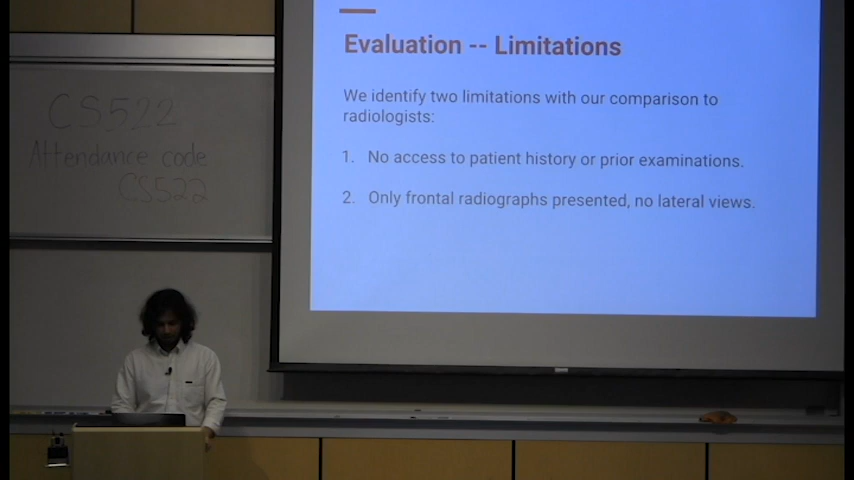 CS522
Attendance code
CS522
Evaluation -- Limitations
We identify two limitations with our comparison to
radiologists:
1. No access to patient history or prior examinations.
2. Only frontal radiographs presented, no lateral views.